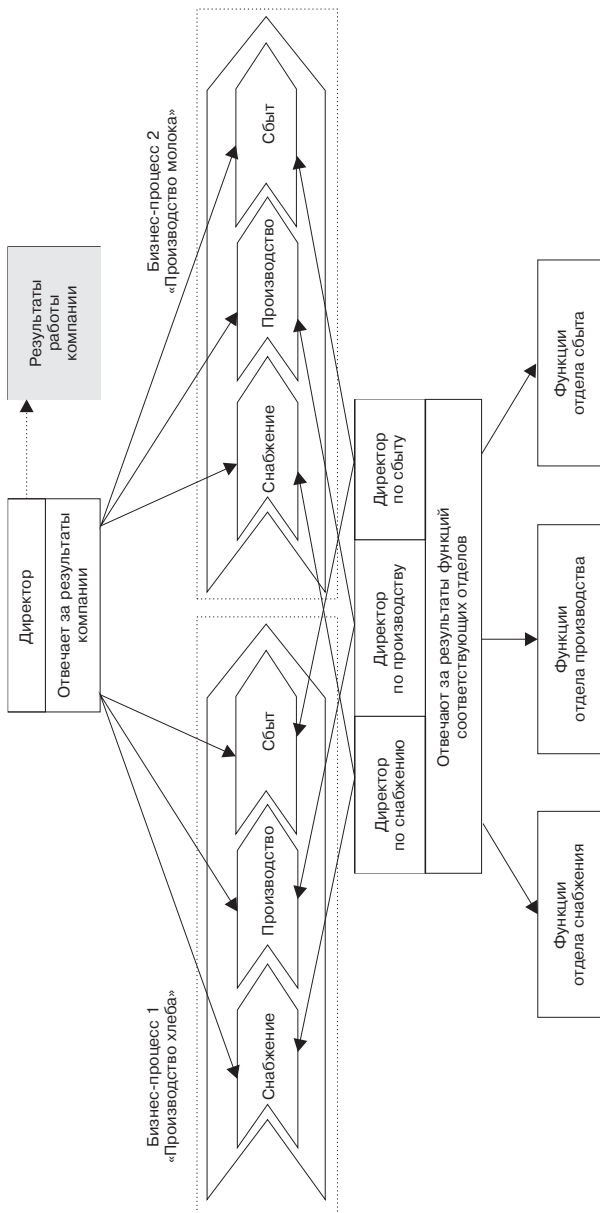 Директор
Отвечает за результаты
компании
Результаты
работы
компании
Бизнес-процесс 1
«Производство хлеба»
Снабжение
Производство
Сбыт
Бизнес-процесс 2
«Производство молока»
Снабжение
Производство
Сбыт
Директор
по снабжению
Директор
по производству
Директор
по сбыту
Отвечают за результаты функций
соответствующих отделов
Функции
отдела снабжения
Функции
отдела производства
Функции
отдела сбыта